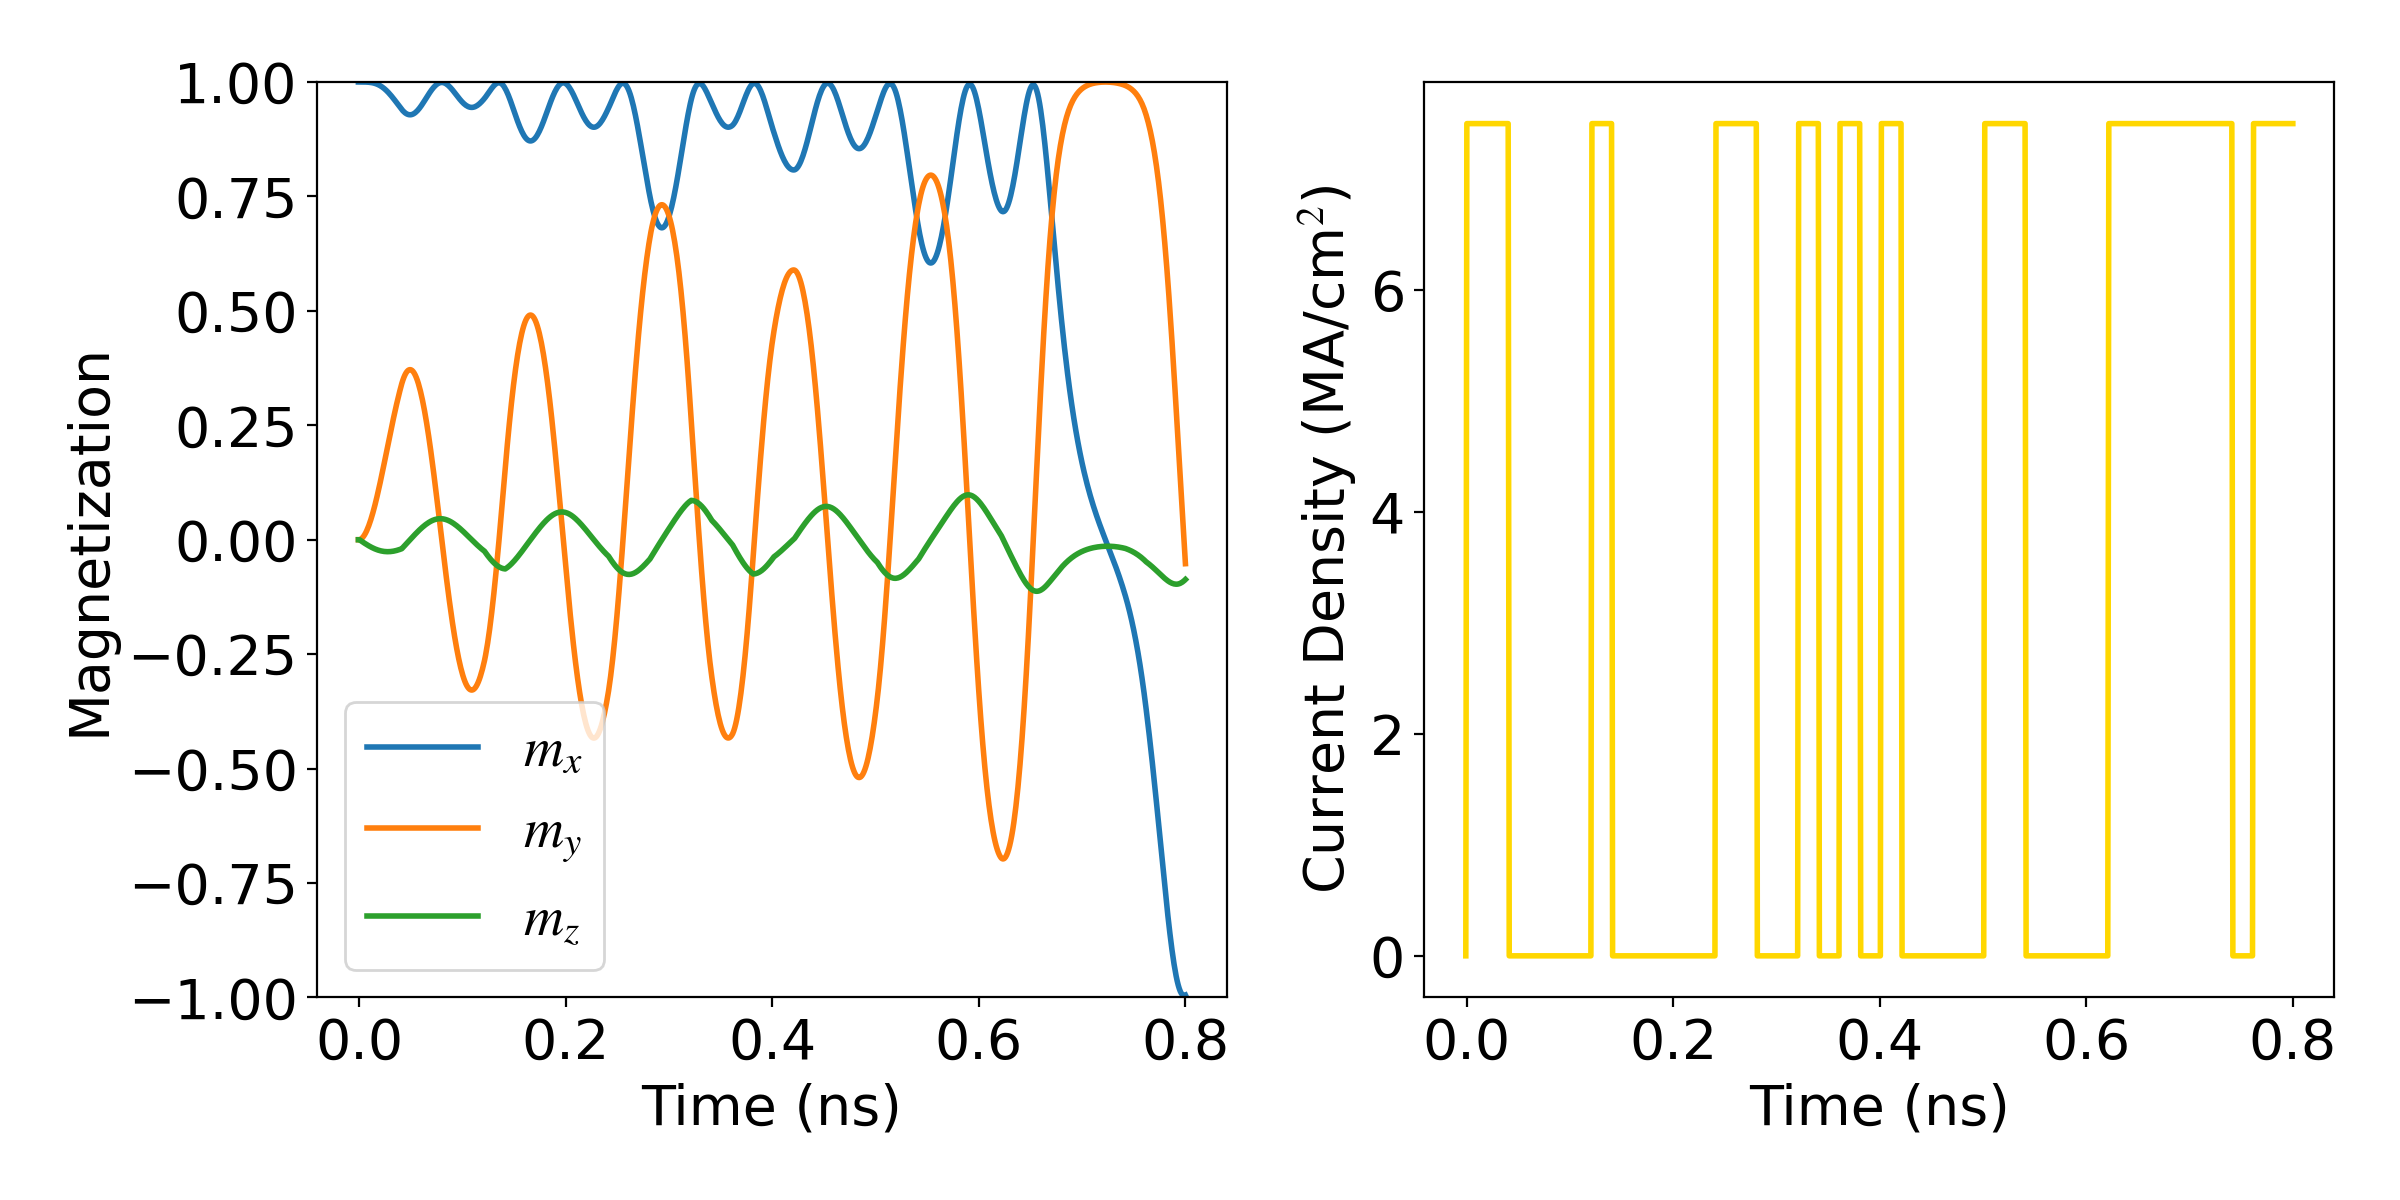 1.00
0.75
0.50
0.25
0.00
−0.25
−0.50
−0.75
−1.00
Magnetization
m_x
m_y
m_z
0.0 0.2 0.4 0.6 0.8
Time (ns)
6
4
2
0
Current Density (MA/cm²)
0.0 0.2 0.4 0.6 0.8
Time (ns)